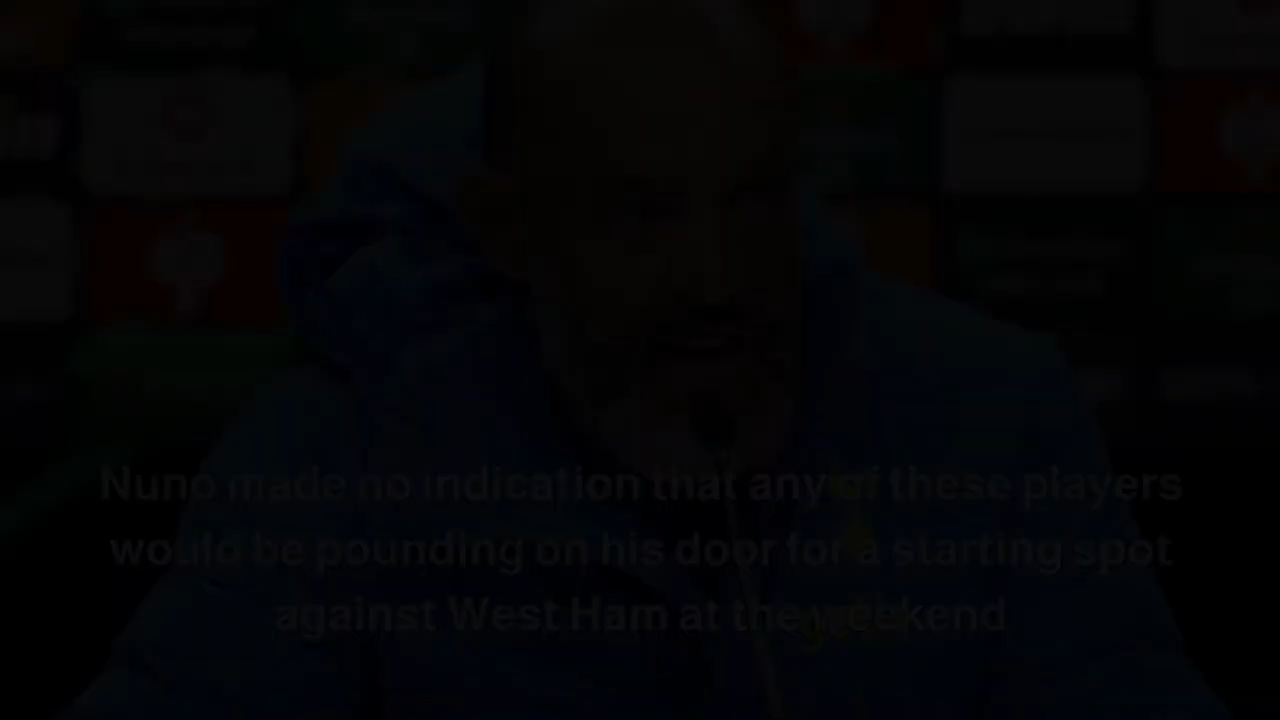 Nuno made no indication that any of these players
would be pounding on his door for a starting spot
against West Ham at the weekend